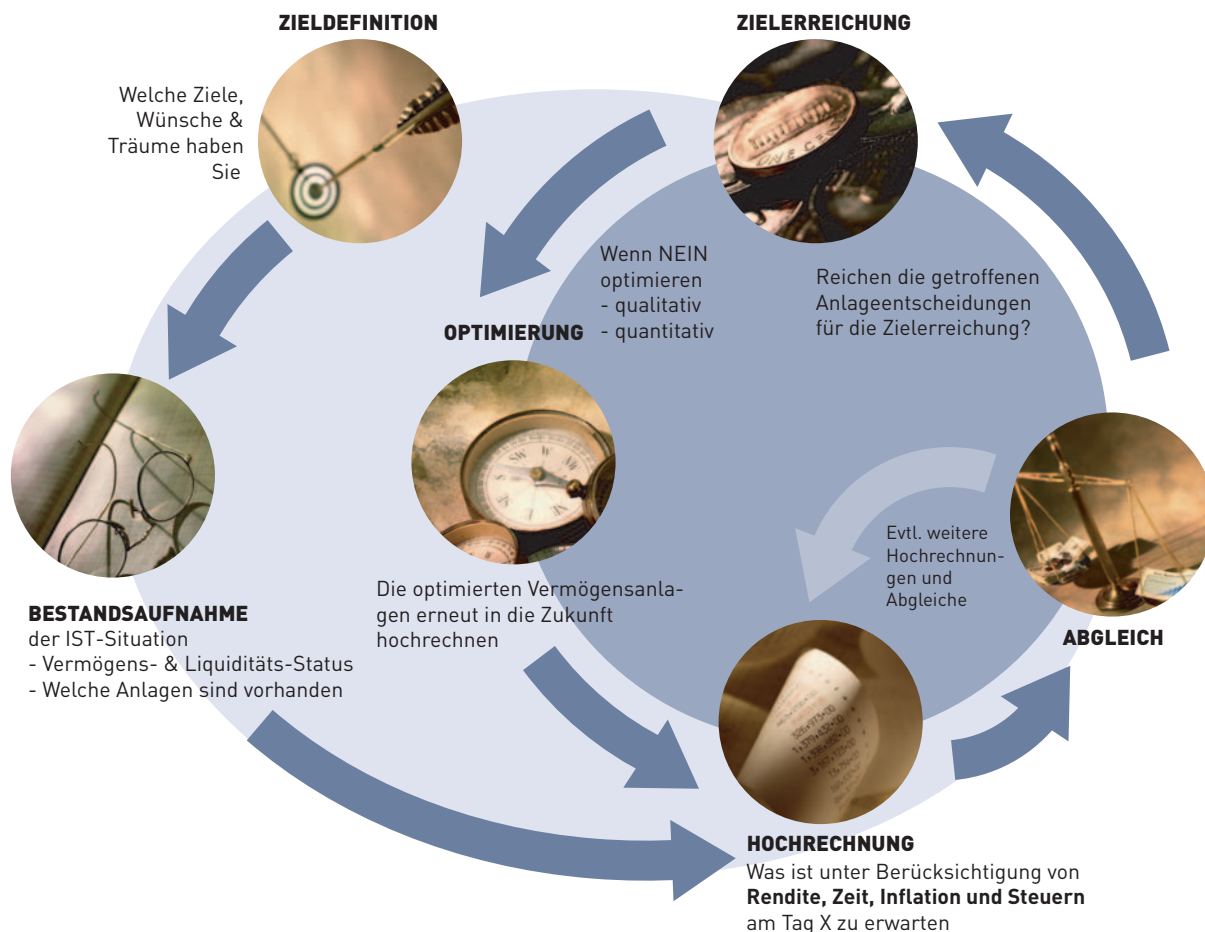 ZIELDEFINITION
Welche Ziele,
Wünsche &
Träume haben
Sie
ZIELERREICHUNG
Reichen die getroffenen
Anlageentscheidungen
für die Zielerreichung?
Wenn NEIN
optimieren
- qualitativ
- quantitativ
OPTIMIERUNG
Die optimierten Vermögensanla-
gen erneut in die Zukunft
hochrechnen
BESTANDSAUFNAHME
der IST-Situation
- Vermögens- & Liquiditäts-Status
- Welche Anlagen sind vorhanden
Evtl. weitere
Hochrechnun-
gen und
Abgleiche
ABGLEICH
HOCHRECHNUNG
Was ist unter Berücksichtigung von
Rendite, Zeit, Inflation und Steuern
am Tag X zu erwarten